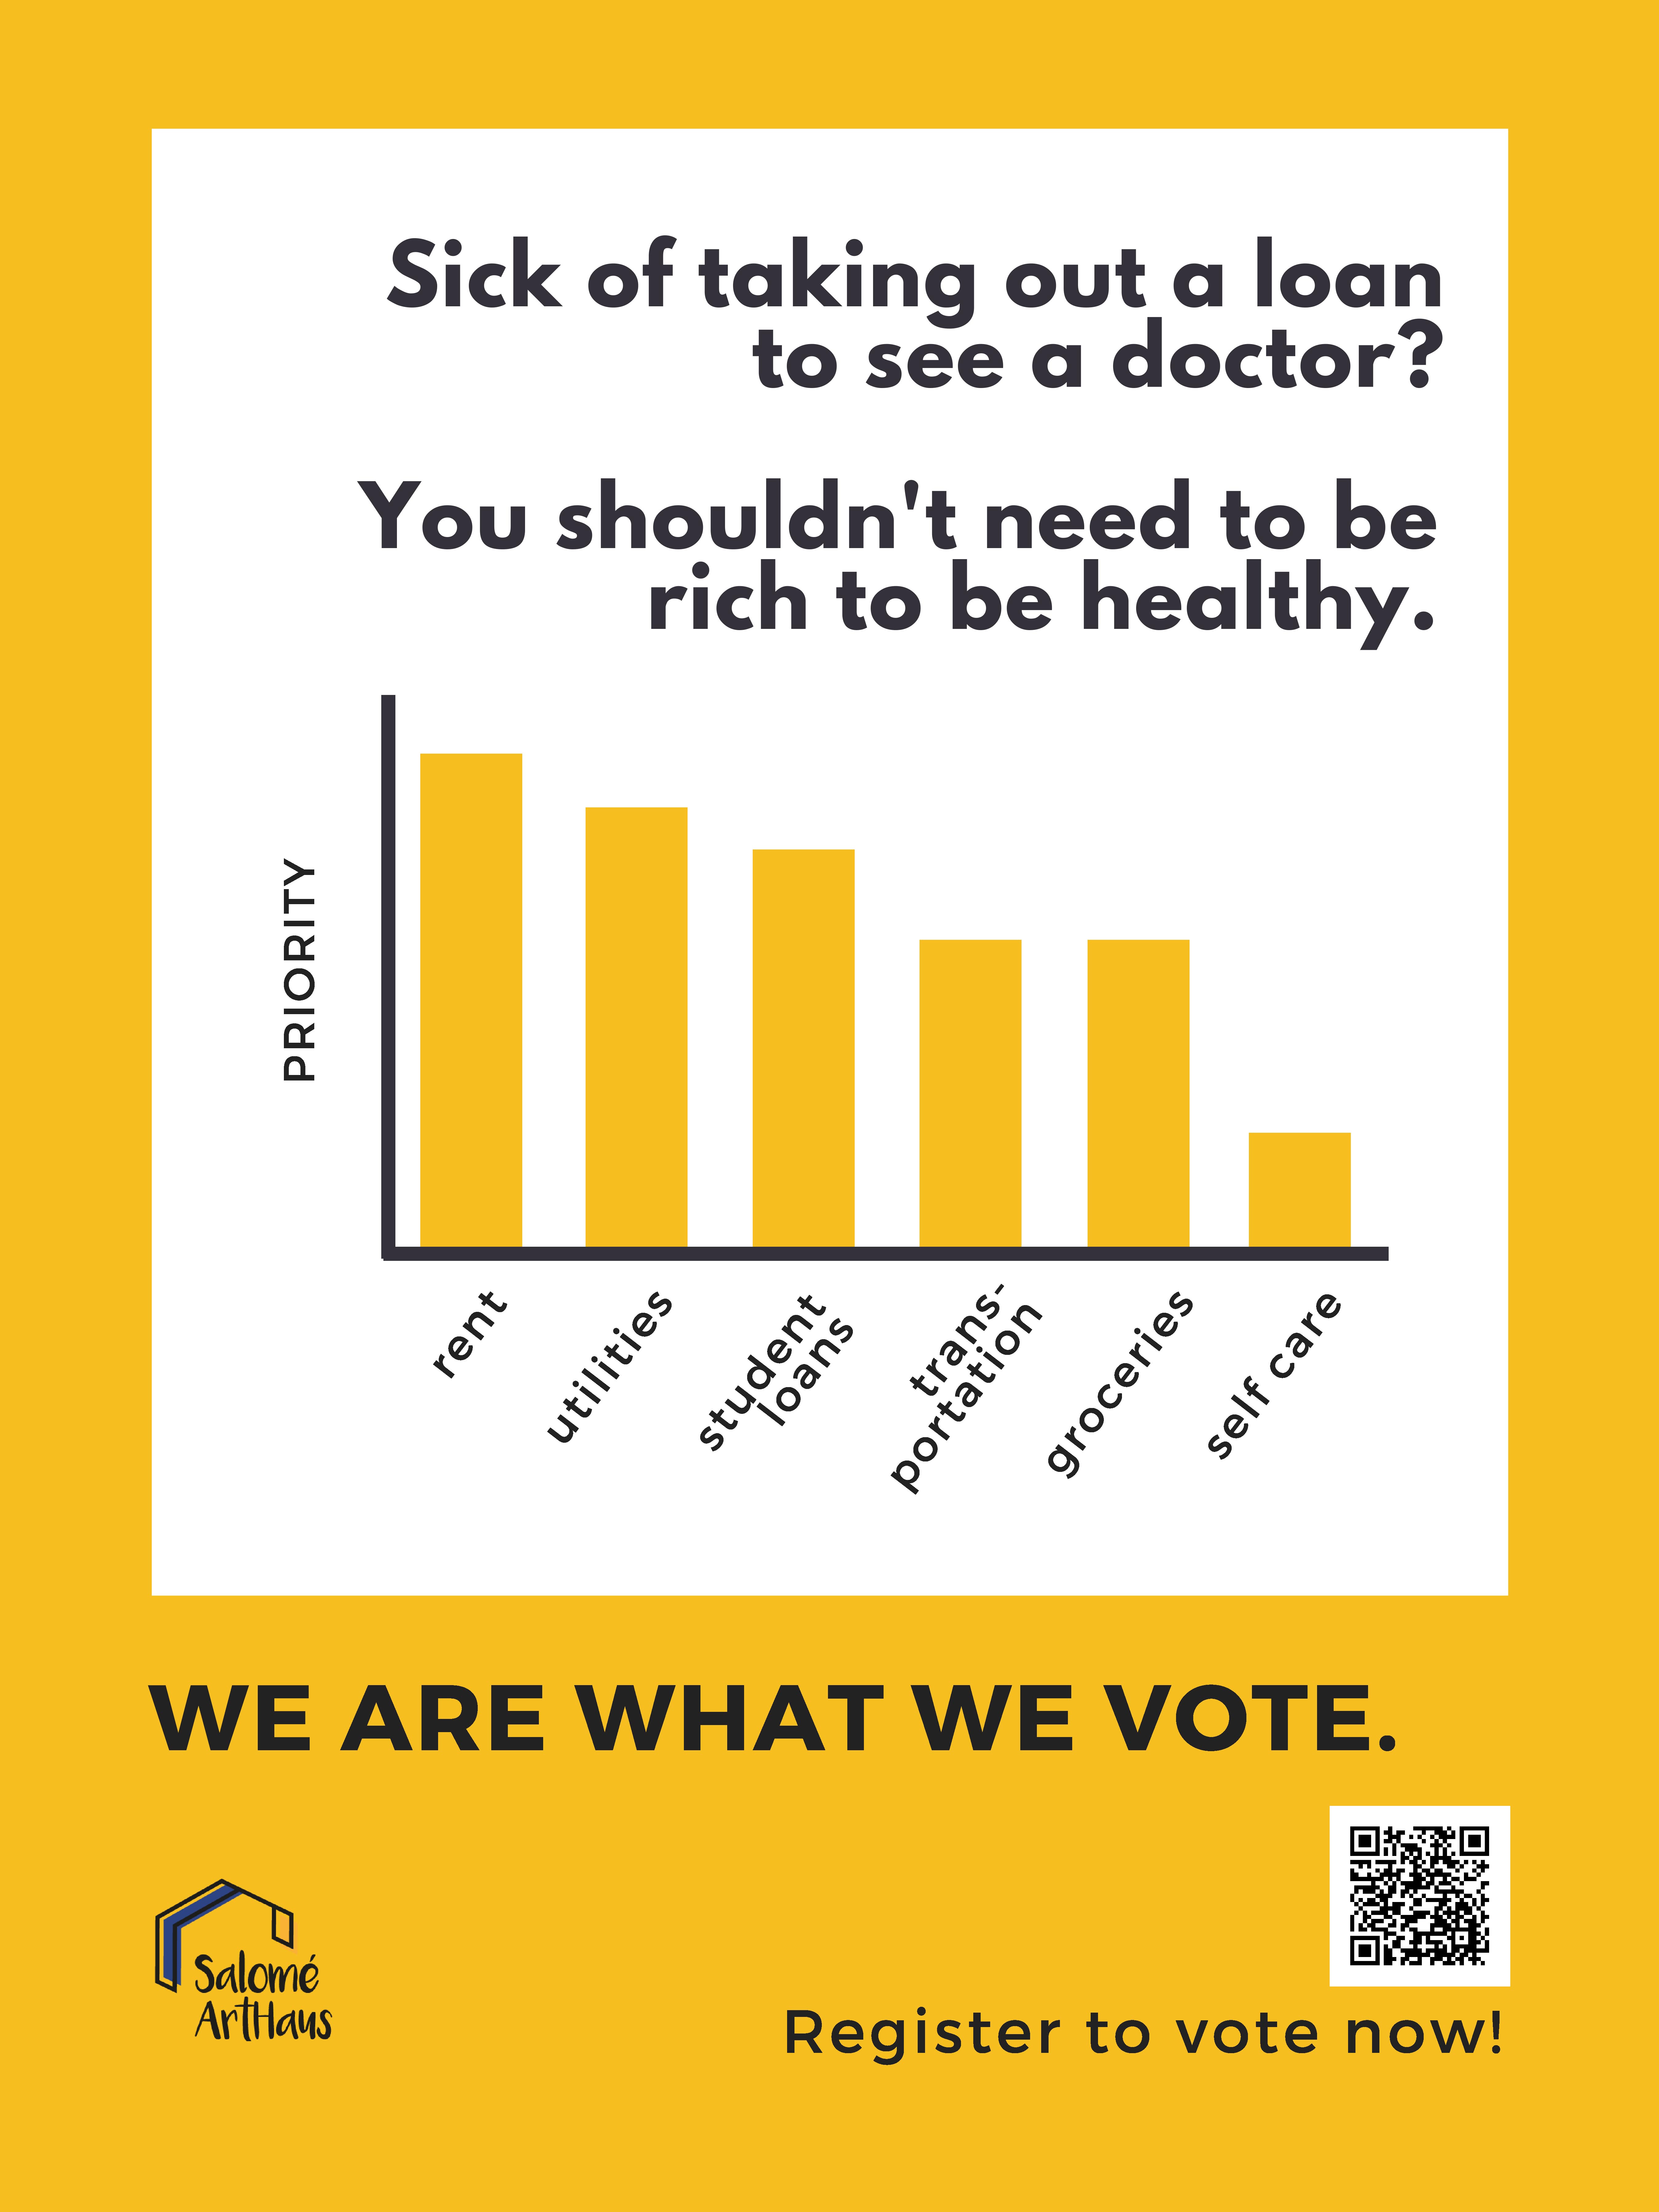 Sick of taking out a loan
to see a doctor?
You shouldn't need to be
rich to be healthy.
PRIORITY
rent
utilities
student
loans
trans-
portation
groceries
self care
WE ARE WHAT WE VOTE.
Salomé
ArtHaus
Register to vote now!